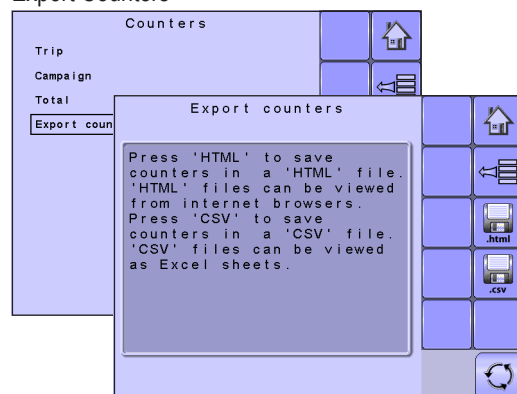 Export Counters
Counters
Trip
Campaign
Total
Export coun
Export counters
Press 'HTML' to save
counters in a 'HTML' file.
'HTML' files can be viewed
from internet browsers.
Press 'CSV' to save
counters in a 'CSV' file.
'CSV' files can be viewed
as Excel sheets.
.html
.csv